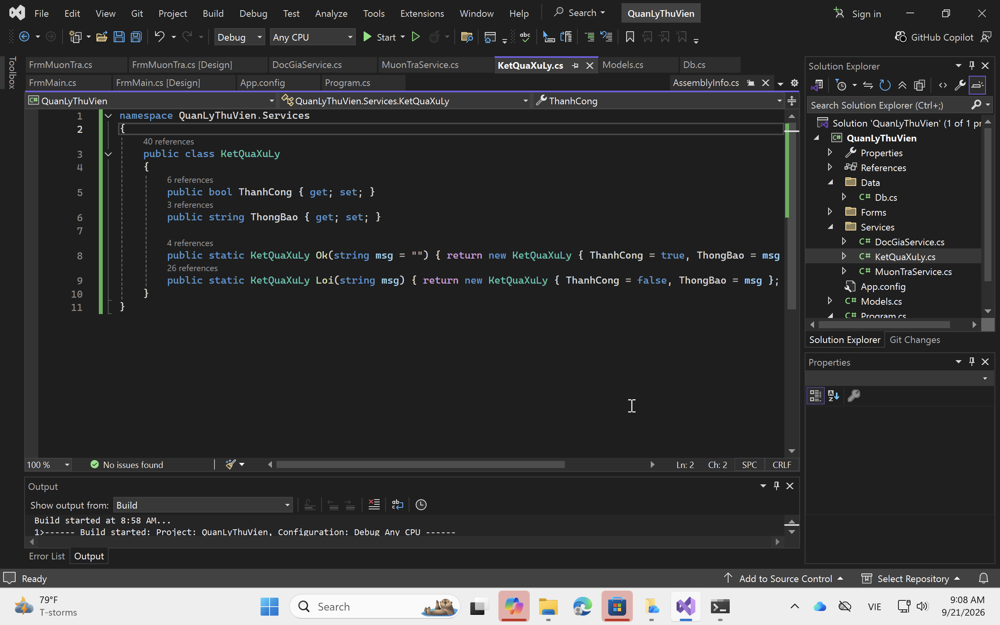 File Edit View Git Project Build Debug Test Analyze Tools Extensions Window Help Search QuanLyThuVien Sign in
Debug Any CPU Start GitHub Copilot
Toolbox
FrmMuonTra.cs FrmMuonTra.cs [Design] DocGiaService.cs MuonTraService.cs KetQuaXuLy.cs Models.cs Db.cs
FrmMain.cs FrmMain.cs [Design] App.config Program.cs AssemblyInfo.cs
QuanLyThuVien QuanLyThuVien.Services.KetQuaXuLy ThanhCong
1 namespace QuanLyThuVien.Services
2 {
40 references
3 public class KetQuaXuLy
4 {
6 references
5 public bool ThanhCong { get; set; }
3 references
6 public string ThongBao { get; set; }
7
4 references
8 public static KetQuaXuLy Ok(string msg = "") { return new KetQuaXuLy { ThanhCong = true, ThongBao = msg
26 references
9 public static KetQuaXuLy Loi(string msg) { return new KetQuaXuLy { ThanhCong = false, ThongBao = msg };
10 }
11 }
100 % No issues found Ln: 2 Ch: 2 SPC CRLF
Output
Show output from: Build
Build started at 8:58 AM...
1>------ Build started: Project: QuanLyThuVien, Configuration: Debug Any CPU ------
Error List Output
Solution Explorer
Search Solution Explorer (Ctrl+;)
Solution 'QuanLyThuVien' (1 of 1 pr
QuanLyThuVien
Properties
References
Data
Db.cs
Forms
Services
DocGiaService.cs
KetQuaXuLy.cs
MuonTraService.cs
App.config
Models.cs
Program.cs
Solution Explorer Git Changes
Properties
Ready Add to Source Control Select Repository
79°F
T-storms
Search
VIE
9:08 AM
9/21/2026